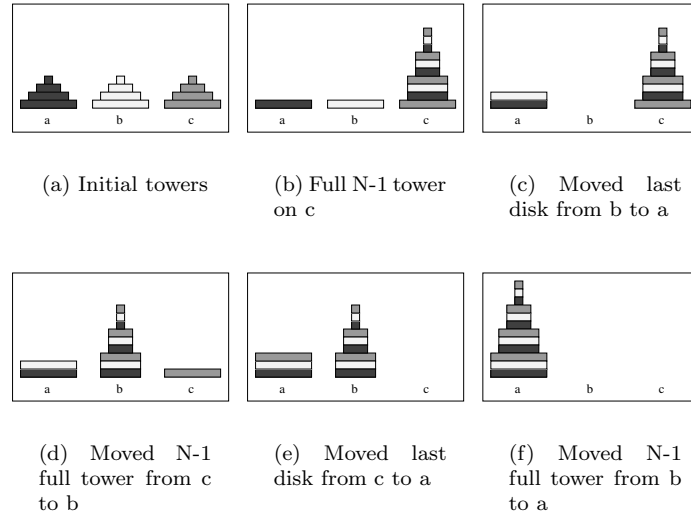 a b c
a b c
a b c
(a) Initial towers
(b) Full N-1 tower
on c
(c) Moved last
disk from b to a
a b c
a b c
a b c
(d) Moved N-1
full tower from c
to b
(e) Moved last
disk from c to a
(f) Moved N-1
full tower from b
to a